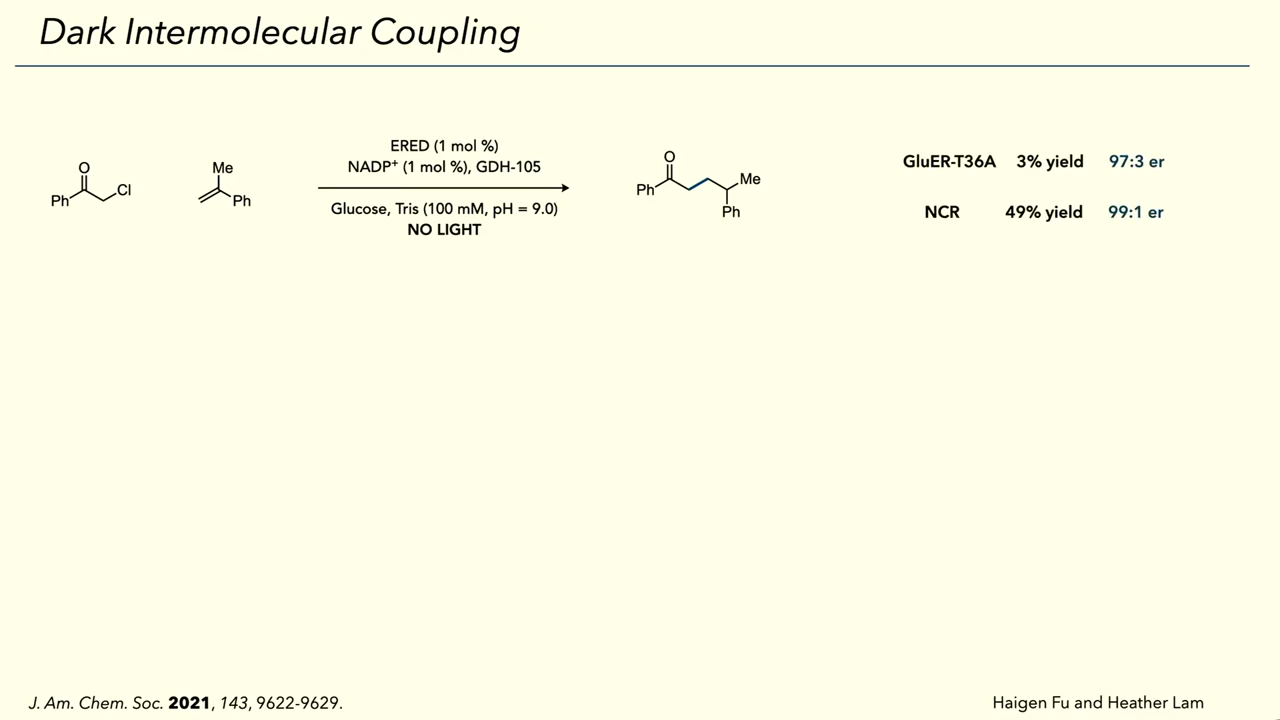 Dark Intermolecular Coupling
O
Ph
Cl
Me
Ph
ERED (1 mol %)
NADP⁺ (1 mol %), GDH-105
Glucose, Tris (100 mM, pH = 9.0)
NO LIGHT
O
Ph
Me
Ph
GluER-T36A 3% yield 97:3 er
NCR 49% yield 99:1 er
J. Am. Chem. Soc. 2021, 143, 9622-9629.
Haigen Fu and Heather Lam